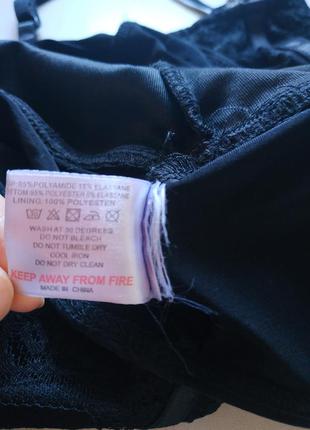 85% POLYAMIDE 15% ELASTANE
95% POLYESTER 5% ELASTANE
LINING: 100% POLYESTER
WASH AT 30 DEGREES
DO NOT BLEACH
DO NOT TUMBLE DRY
COOL IRON
DO NOT DRY CLEAN
KEEP AWAY FROM FIRE
MADE IN CHINA